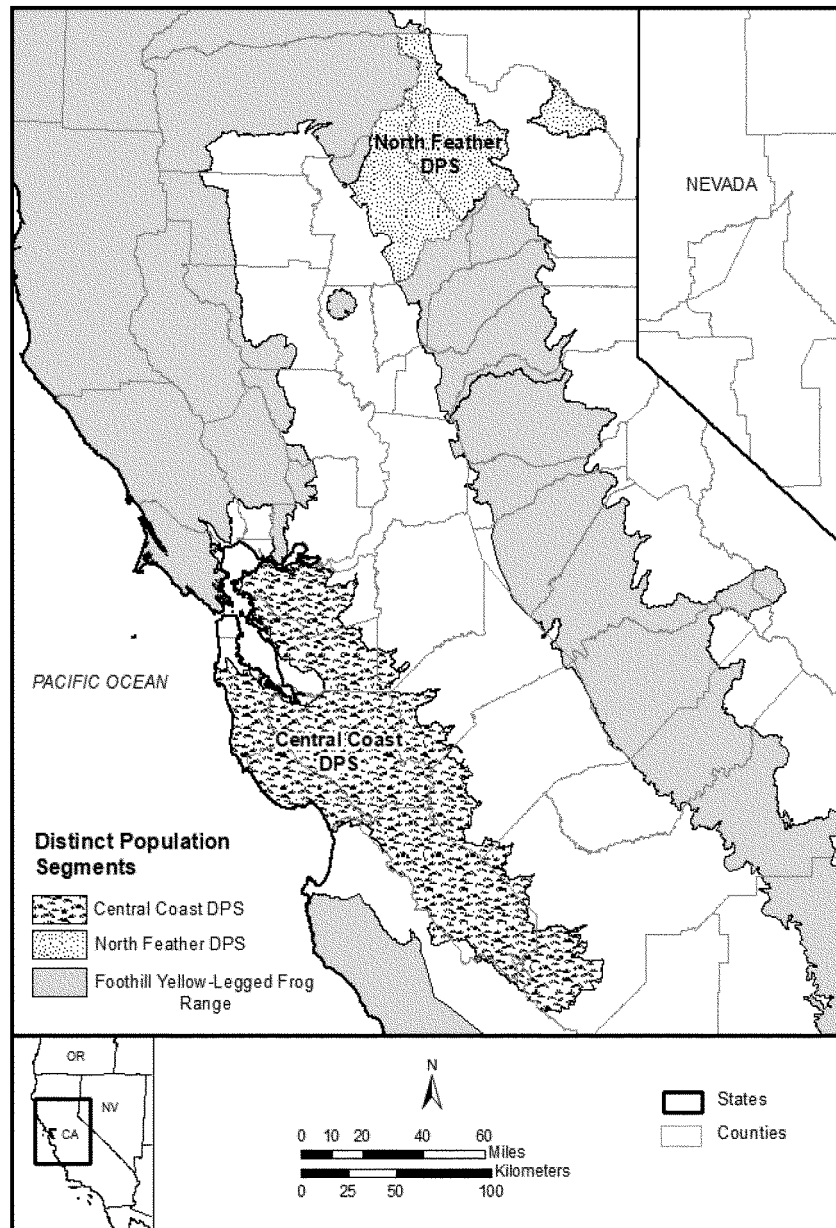 North Feather
DPS
NEVADA
PACIFIC OCEAN
Central Coast
DPS
Distinct Population
Segments
Central Coast DPS
North Feather DPS
Foothill Yellow-Legged Frog
Range
OR
NV
CA
N
0 10 20 40 60
Miles
Kilometers
0 25 50 100
States
Counties